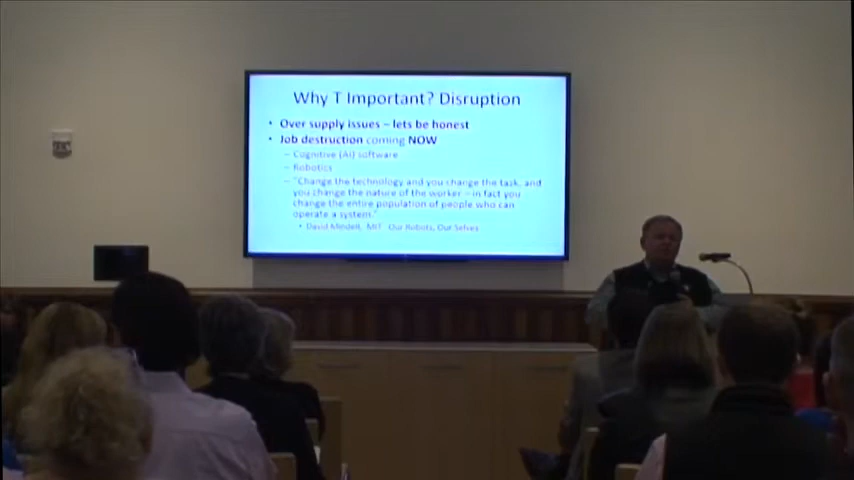 Why T Important? Disruption
• Over supply issues – lets be honest
• Job destruction coming NOW
– Cognitive (AI) software
– Robotics
– "Change the technology and you change the task, and
you change the nature of the worker – in fact you
change the entire population of people who can
operate a system."
• David Mindell, MIT Our Robots, Our Selves